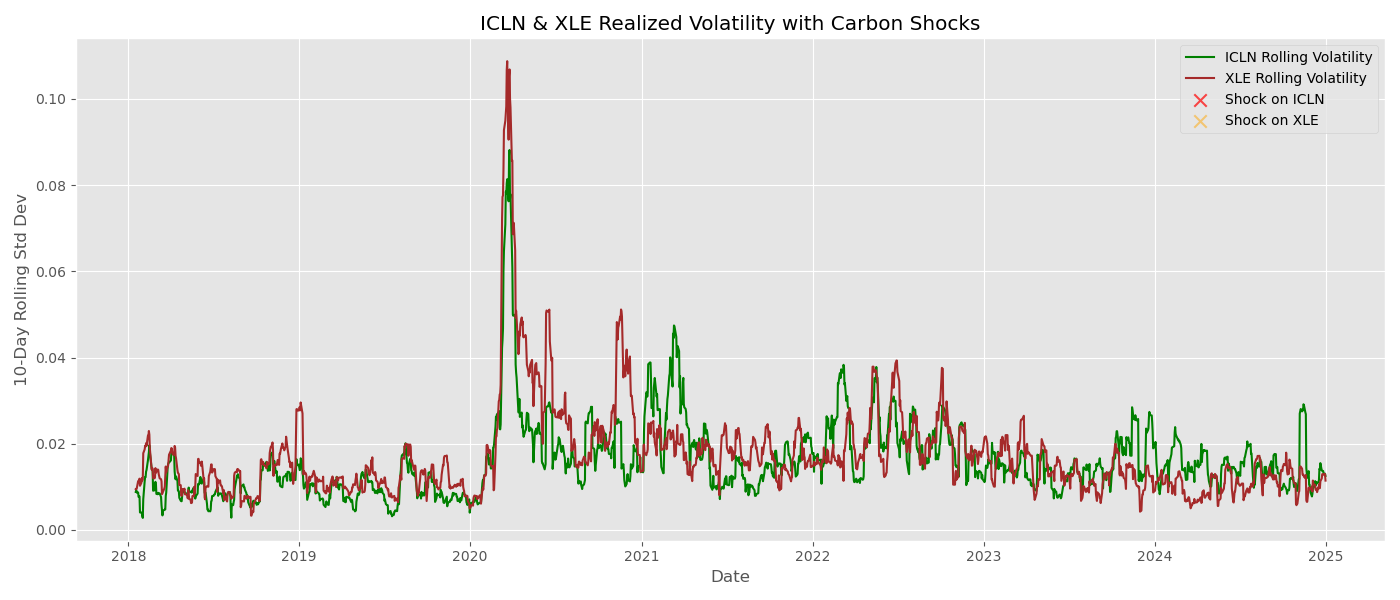 ICLN & XLE Realized Volatility with Carbon Shocks
ICLN Rolling Volatility
XLE Rolling Volatility
Shock on ICLN
Shock on XLE
10-Day Rolling Std Dev
0.10
0.08
0.06
0.04
0.02
0.00
2018 2019 2020 2021 2022 2023 2024 2025
Date